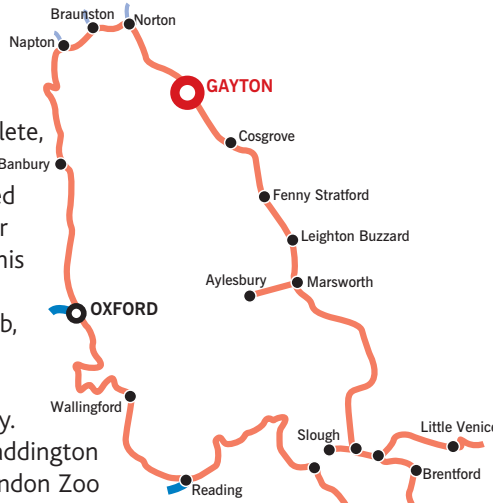 Braunston
Norton
Napton
GAYTON
lete,
Cosgrove
Banbury
ed
Fenny Stratford
r
Leighton Buzzard
his
Aylesbury
Marsworth
OXFORD
b,
Wallingford
y.
Slough
Little Venice
addington
Brentford
ndon Zoo
Reading